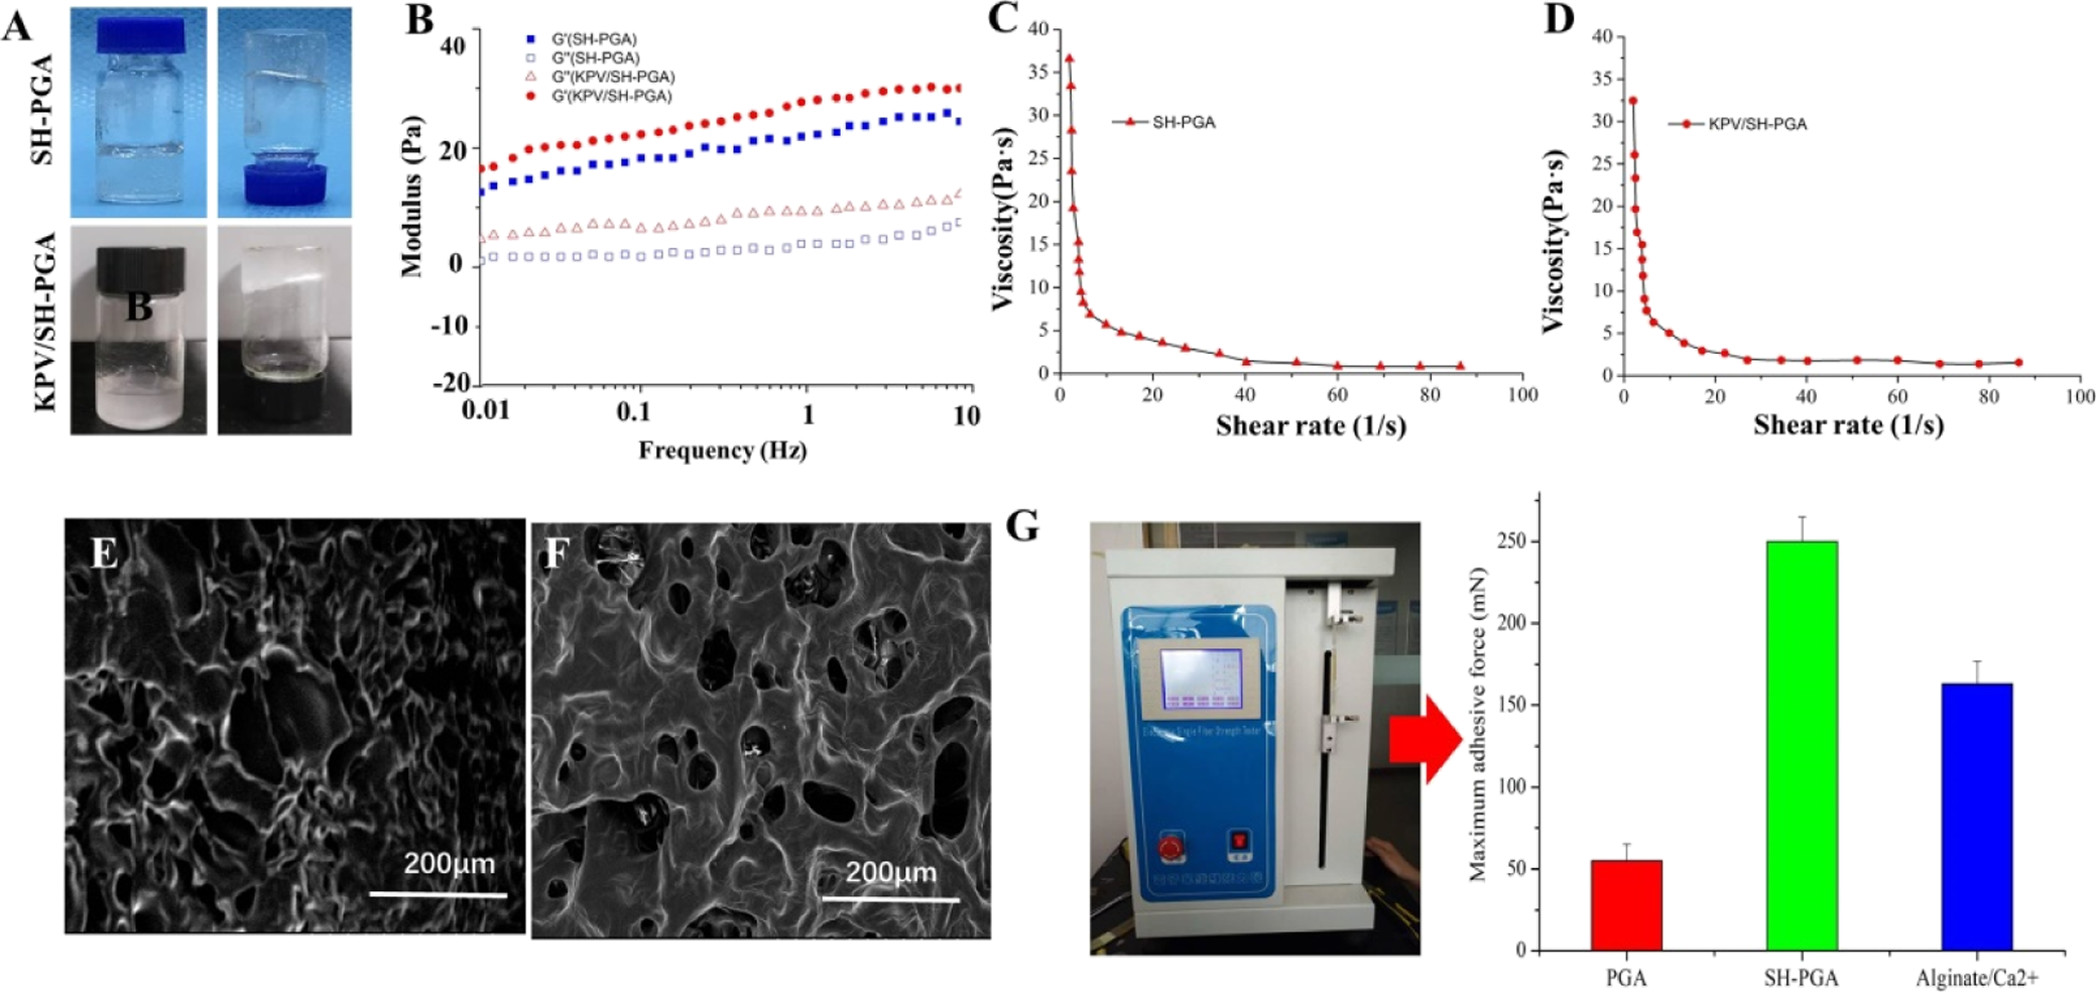 A
SH-PGA
KPV/SH-PGA
B
B
G'(SH-PGA)
G''(SH-PGA)
G''(KPV/SH-PGA)
G'(KPV/SH-PGA)
Modulus (Pa)
40
20
0
-10
-20
0.01
0.1
1
10
Frequency (Hz)
C
SH-PGA
Viscosity(Pa·s)
40
35
30
25
20
15
10
5
0
0
20
40
60
80
100
Shear rate (1/s)
D
KPV/SH-PGA
Viscosity(Pa·s)
40
35
30
25
20
15
10
5
0
0
20
40
60
80
100
Shear rate (1/s)
E
200μm
F
200μm
G
Single Fiber Strength Tester
Maximum adhesive force (mN)
250
200
150
100
50
0
PGA
SH-PGA
Alginate/Ca2+